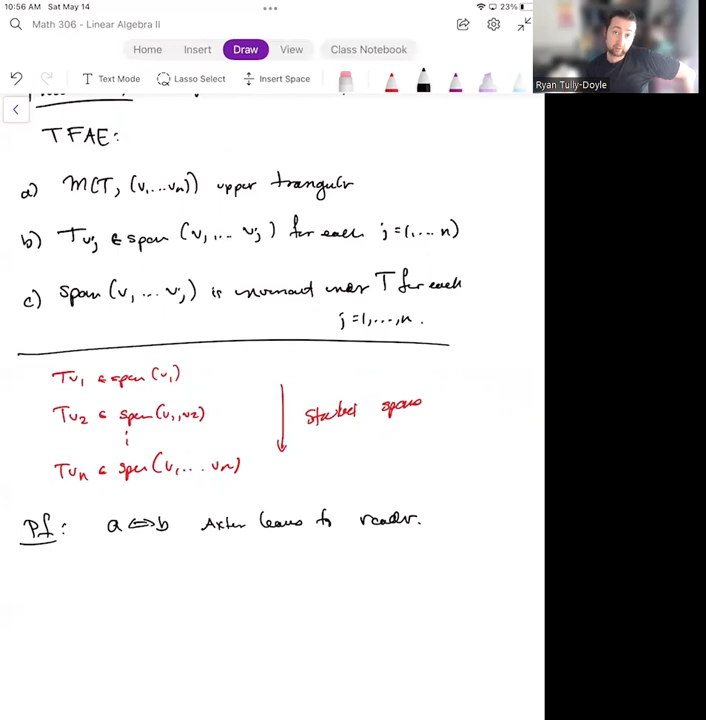 10:56 AM Sat May 14
23%
Math 306 - Linear Algebra II
Home Insert Draw View Class Notebook
Text Mode Lasso Select Insert Space
Ryan Tully-Doyle
TFAE:
a) M(T, (v1...vn)) upper triangulr
b) Tvj ∈ span (v1, ... vj) for each j=1,...n)
c) span (v1 ... vj) is invariant under T for each
j=1,...,n.
Tv1 ∈ span (v1)
Tv2 ∈ span (v1, v2)
⋮
Tvn ∈ span (v1, ... vn)
spans
Pf: a ⟺ b Axler leaves to reader.